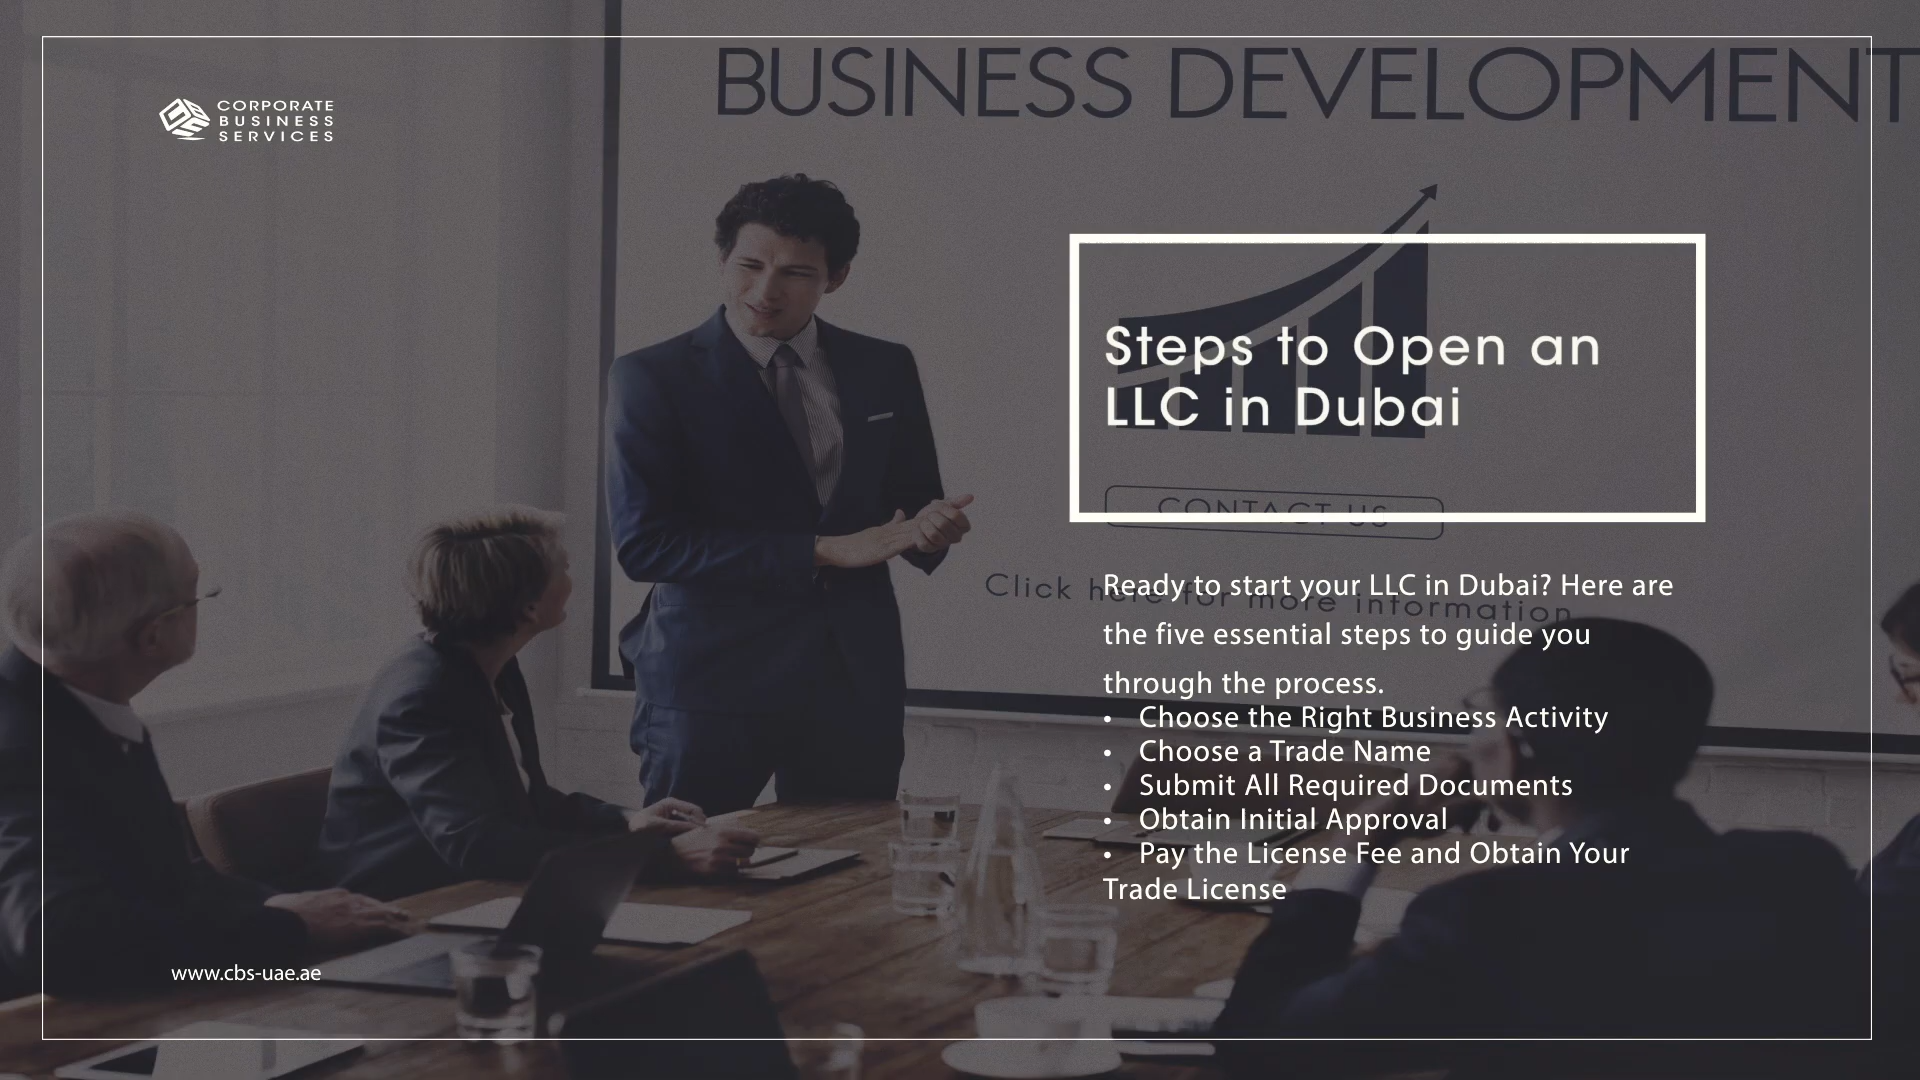 BUSINESS DEVELOPMENT
CORPORATE
BUSINESS
SERVICES
Steps to Open an
LLC in Dubai
CONTACT US
Click here for more information
Ready to start your LLC in Dubai? Here are
the five essential steps to guide you
through the process.
• Choose the Right Business Activity
• Choose a Trade Name
• Submit All Required Documents
• Obtain Initial Approval
• Pay the License Fee and Obtain Your
Trade License
www.cbs-uae.ae